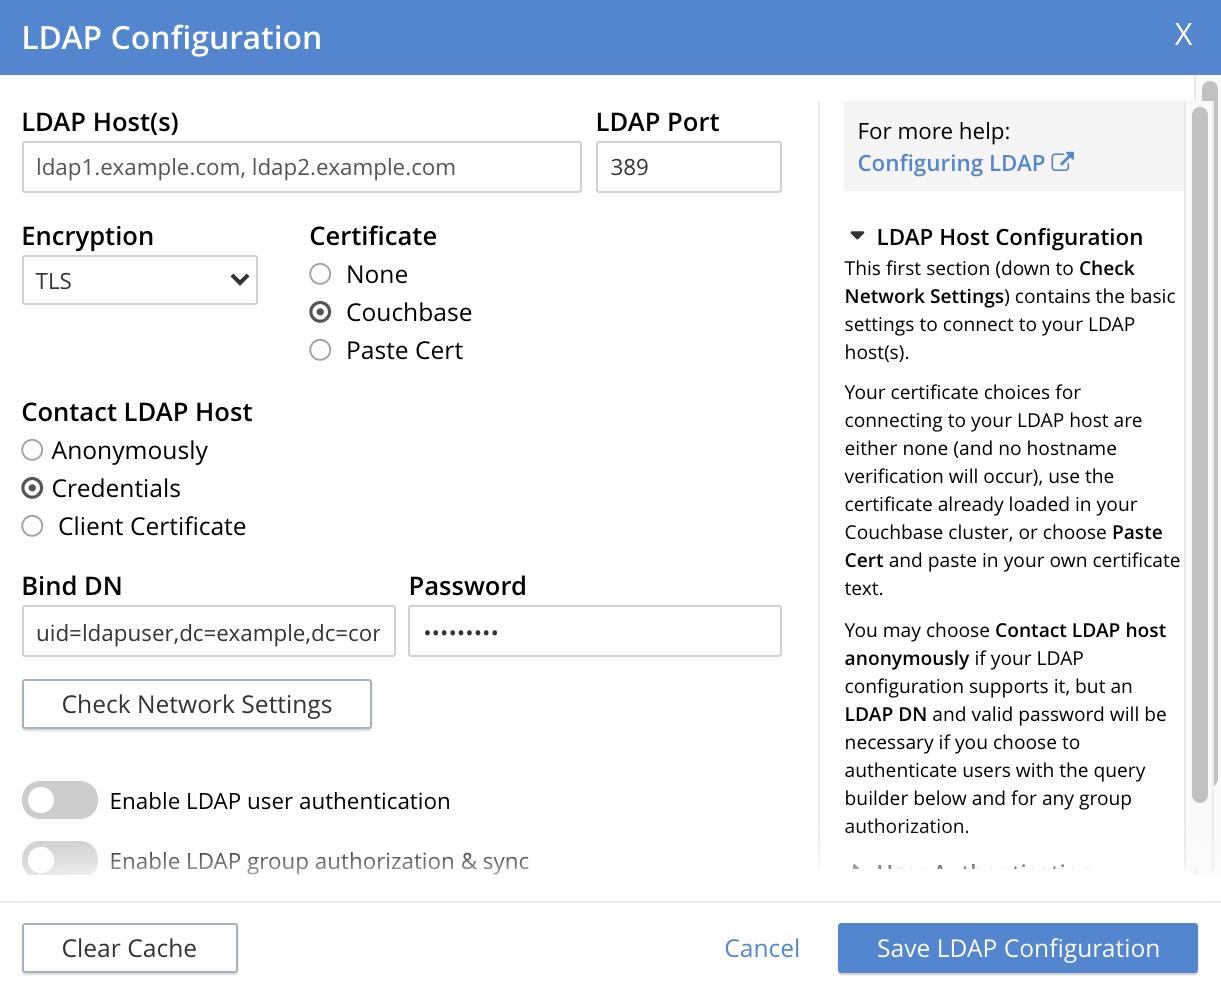 LDAP Configuration
X
LDAP Host(s)
LDAP Port
ldap1.example.com, ldap2.example.com
389
Encryption
Certificate
TLS
None
Couchbase
Paste Cert
Contact LDAP Host
Anonymously
Credentials
Client Certificate
Bind DN
Password
uid=ldapuser,dc=example,dc=cor
•••••••••
Check Network Settings
Enable LDAP user authentication
Enable LDAP group authorization & sync
For more help:
Configuring LDAP
LDAP Host Configuration
This first section (down to Check
Network Settings) contains the basic
settings to connect to your LDAP
host(s).
Your certificate choices for
connecting to your LDAP host are
either none (and no hostname
verification will occur), use the
certificate already loaded in your
Couchbase cluster, or choose Paste
Cert and paste in your own certificate
text.
You may choose Contact LDAP host
anonymously if your LDAP
configuration supports it, but an
LDAP DN and valid password will be
necessary if you choose to
authenticate users with the query
builder below and for any group
authorization.
User Authentication
Clear Cache
Cancel
Save LDAP Configuration